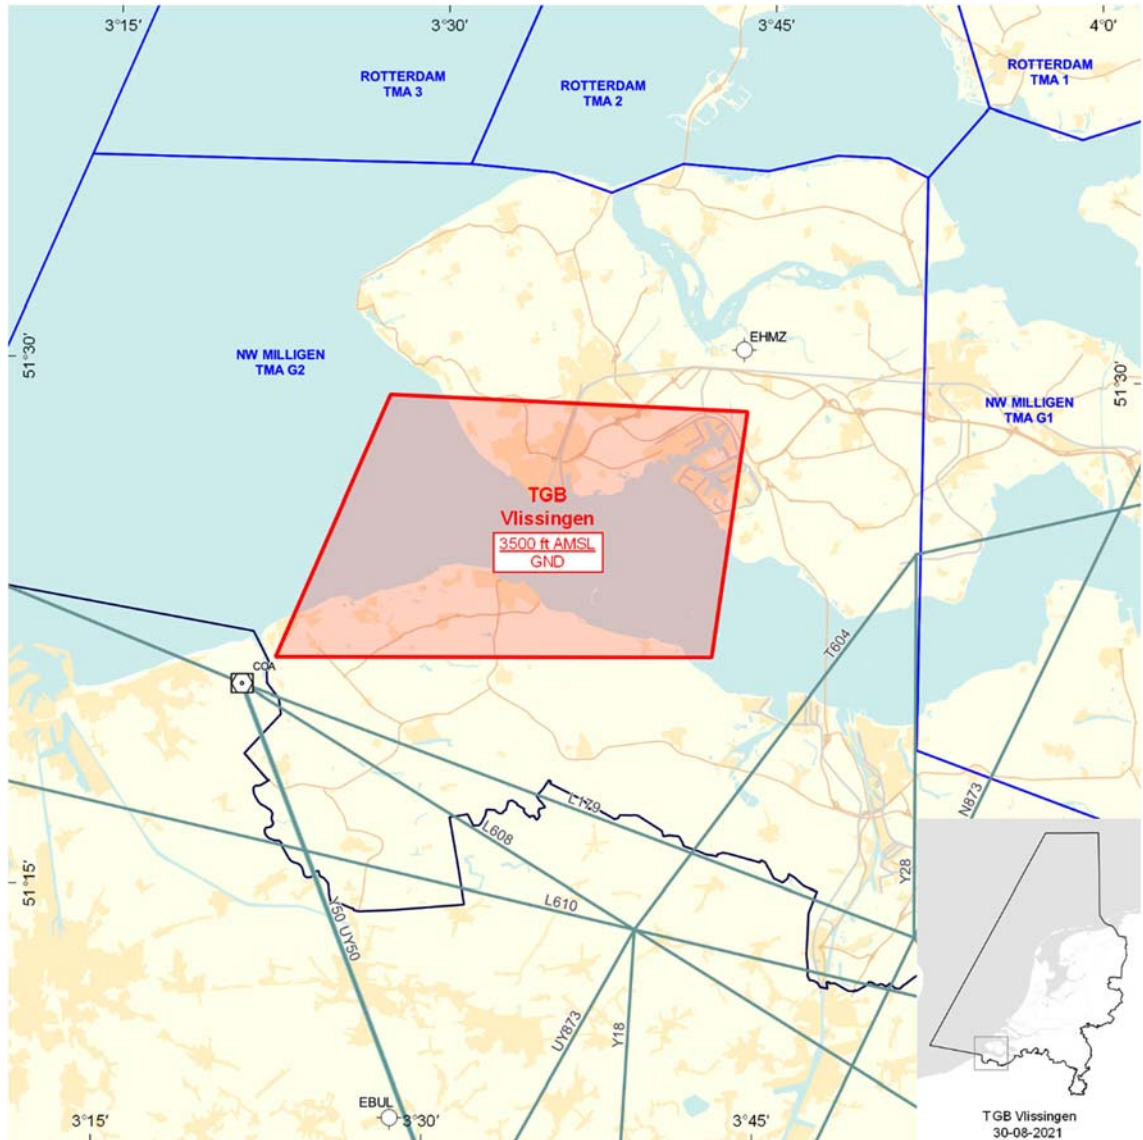 3°15'
3°30'
3°45'
4°0'
ROTTERDAM
TMA 3
ROTTERDAM
TMA 2
ROTTERDAM
TMA 1
51°30'
NW MILLIGEN
TMA G2
EHMZ
51°30'
NW MILLIGEN
TMA G1
TGB
Vlissingen
3500 ft AMSL
GND
T604
COA
N873
L179
L608
Y28
51°15'
L610
Y50 UY50
UY873
Y18
EBUL
3°15'
3°30'
3°45'
TGB Vlissingen
30-08-2021